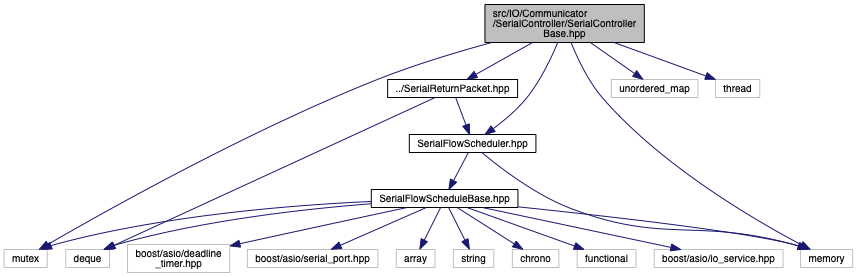 src/IO/Communicator
/SerialController/SerialController
Base.hpp
../SerialReturnPacket.hpp
unordered_map
thread
SerialFlowScheduler.hpp
SerialFlowScheduleBase.hpp
mutex
deque
boost/asio/deadline
_timer.hpp
boost/asio/serial_port.hpp
array
string
chrono
functional
boost/asio/io_service.hpp
memory